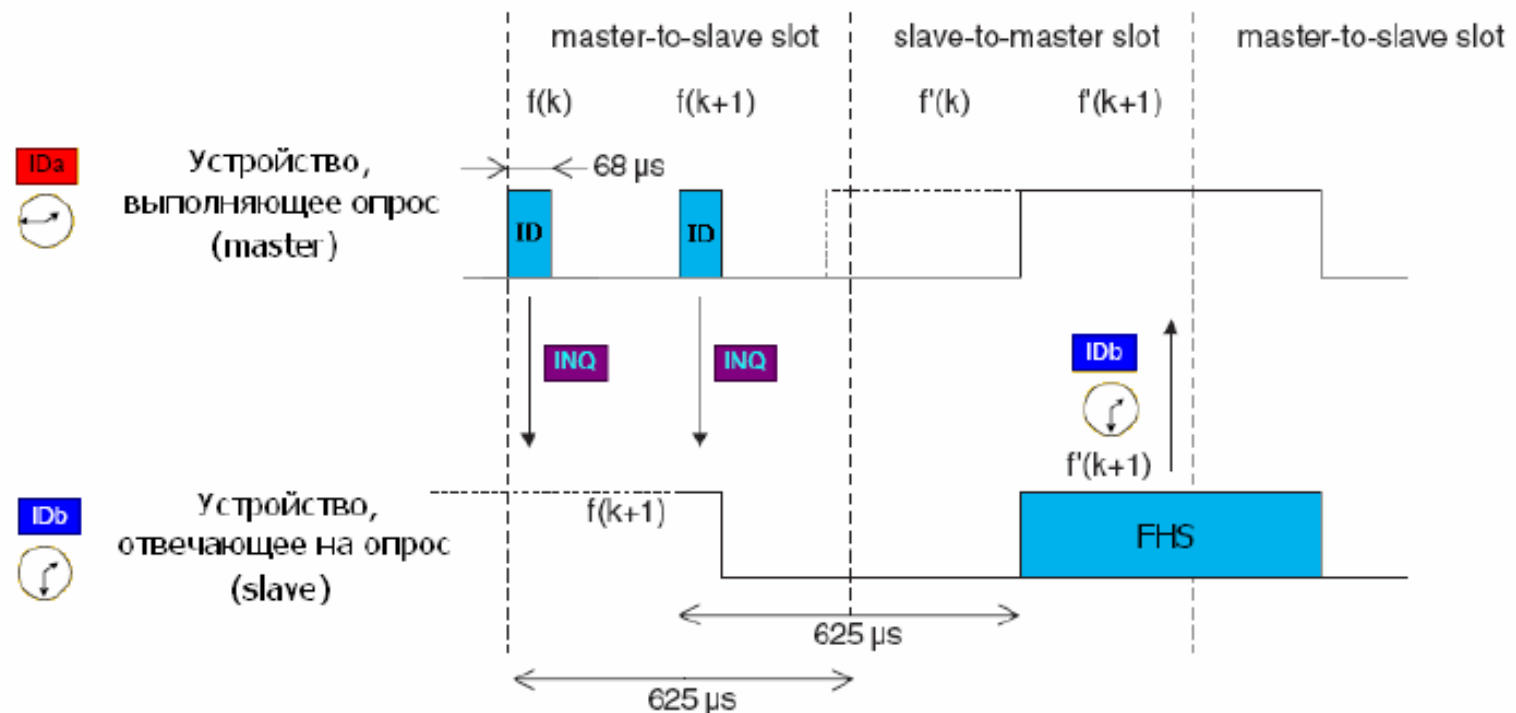 master-to-slave slot slave-to-master slot master-to-slave slot
f(k) f(k+1) f'(k) f'(k+1)
68 µs
IDa
Устройство,
выполняющее опрос
(master)
ID ID
INQ INQ
IDb
f'(k+1)
IDb
Устройство,
отвечающее на опрос
(slave)
f(k+1)
FHS
625 µs
625 µs